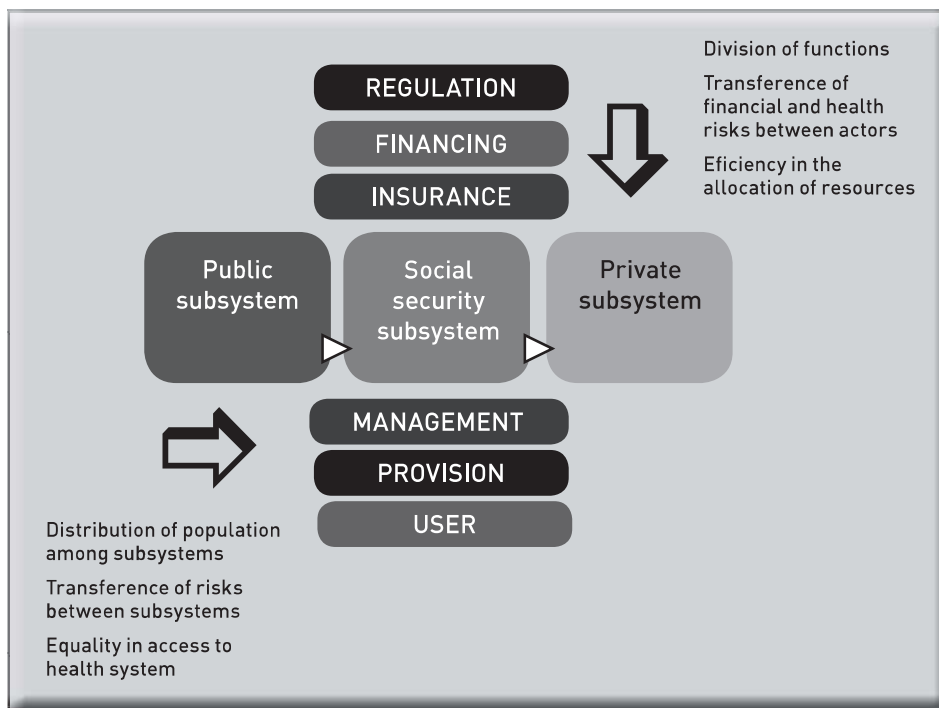 Division of functions
Transference of
financial and health
risks between actors
Eficiency in the
allocation of resources
REGULATION
FINANCING
INSURANCE
Public
subsystem
Social
security
subsystem
Private
subsystem
MANAGEMENT
PROVISION
USER
Distribution of population
among subsystems
Transference of risks
between subsystems
Equality in access to
health system